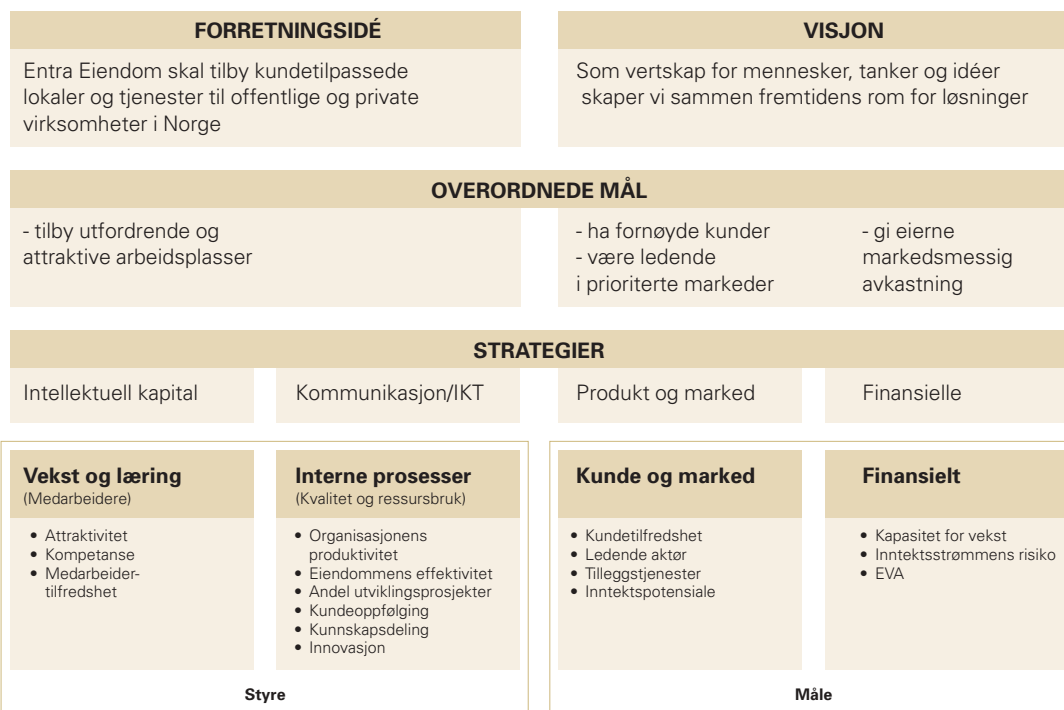 FORRETNINGSIDÉ
Entra Eiendom skal tilby kundetilpassede
lokaler og tjenester til offentlige og private
virksomheter i Norge
VISJON
Som vertskap for mennesker, tanker og idéer
skaper vi sammen fremtidens rom for løsninger
OVERORDNEDE MÅL
- tilby utfordrende og
attraktive arbeidsplasser
- ha fornøyde kunder
- være ledende
i prioriterte markeder
- gi eierne
markedsmessig
avkastning
STRATEGIER
Intellektuell kapital
Kommunikasjon/IKT
Produkt og marked
Finansielle
Vekst og læring
(Medarbeidere)
• Attraktivitet
• Kompetanse
• Medarbeider-
tilfredshet
Interne prosesser
(Kvalitet og ressursbruk)
• Organisasjonens
produktivitet
• Eiendommens effektivitet
• Andel utviklingsprosjekter
• Kundeoppfølging
• Kunnskapsdeling
• Innovasjon
Styre
Kunde og marked
• Kundetilfredshet
• Ledende aktør
• Tilleggstjenester
• Inntektspotensiale
Finansielt
• Kapasitet for vekst
• Inntektsstrømmens risiko
• EVA
Måle